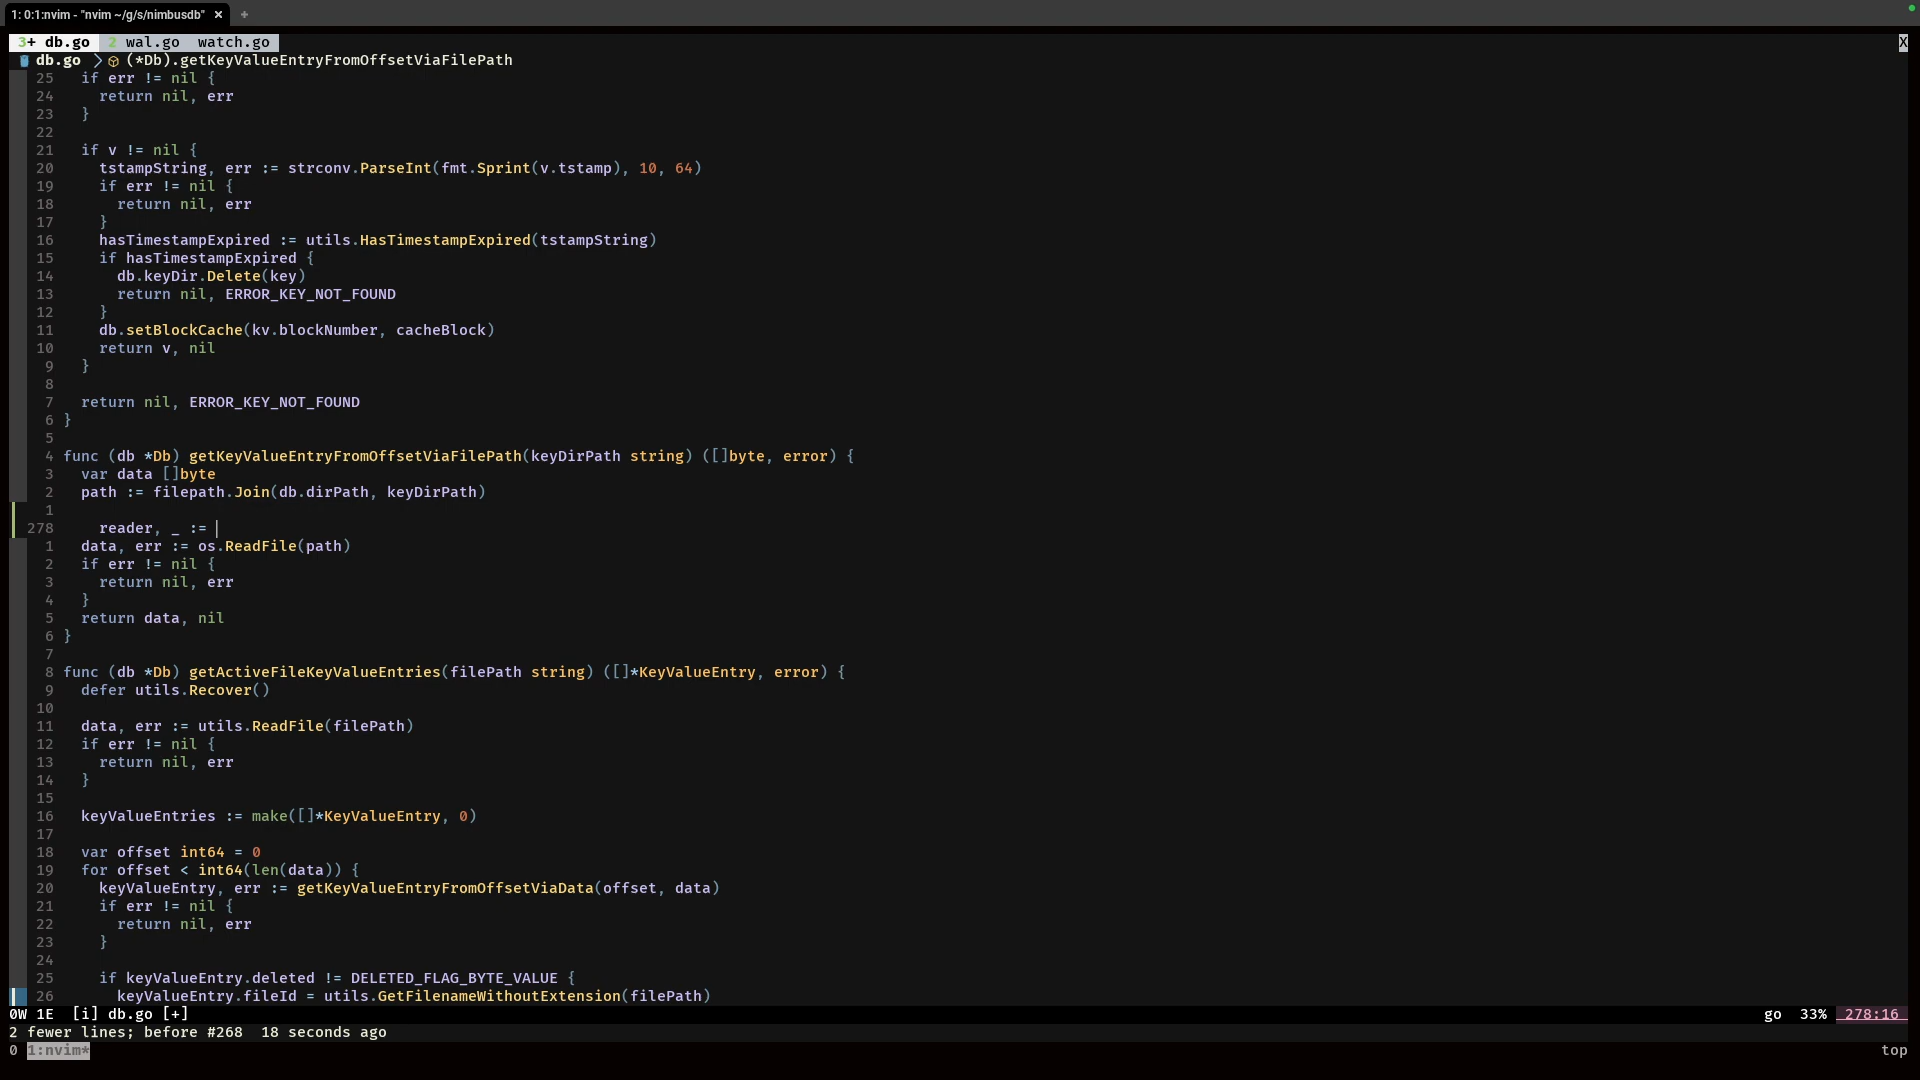 1: 0:1:nvim - "nvim ~/g/s/nimbusdb" × +
3+ db.go 2 wal.go watch.go X
db.go > (*Db).getKeyValueEntryFromOffsetViaFilePath
25 if err != nil {
24 return nil, err
23 }
22
21 if v != nil {
20 tstampString, err := strconv.ParseInt(fmt.Sprint(v.tstamp), 10, 64)
19 if err != nil {
18 return nil, err
17 }
16 hasTimestampExpired := utils.HasTimestampExpired(tstampString)
15 if hasTimestampExpired {
14 db.keyDir.Delete(key)
13 return nil, ERROR_KEY_NOT_FOUND
12 }
11 db.setBlockCache(kv.blockNumber, cacheBlock)
10 return v, nil
9 }
8
7 return nil, ERROR_KEY_NOT_FOUND
6 }
5
4 func (db *Db) getKeyValueEntryFromOffsetViaFilePath(keyDirPath string) ([]byte, error) {
3 var data []byte
2 path := filepath.Join(db.dirPath, keyDirPath)
1
278 reader, _ :=
1 data, err := os.ReadFile(path)
2 if err != nil {
3 return nil, err
4 }
5 return data, nil
6 }
7
8 func (db *Db) getActiveFileKeyValueEntries(filePath string) ([]*KeyValueEntry, error) {
9 defer utils.Recover()
10
11 data, err := utils.ReadFile(filePath)
12 if err != nil {
13 return nil, err
14 }
15
16 keyValueEntries := make([]*KeyValueEntry, 0)
17
18 var offset int64 = 0
19 for offset < int64(len(data)) {
20 keyValueEntry, err := getKeyValueEntryFromOffsetViaData(offset, data)
21 if err != nil {
22 return nil, err
23 }
24
25 if keyValueEntry.deleted != DELETED_FLAG_BYTE_VALUE {
26 keyValueEntry.fileId = utils.GetFilenameWithoutExtension(filePath)
0W 1E [i] db.go [+] go 33% 278:16
2 fewer lines; before #268 18 seconds ago
0 1:nvim* top